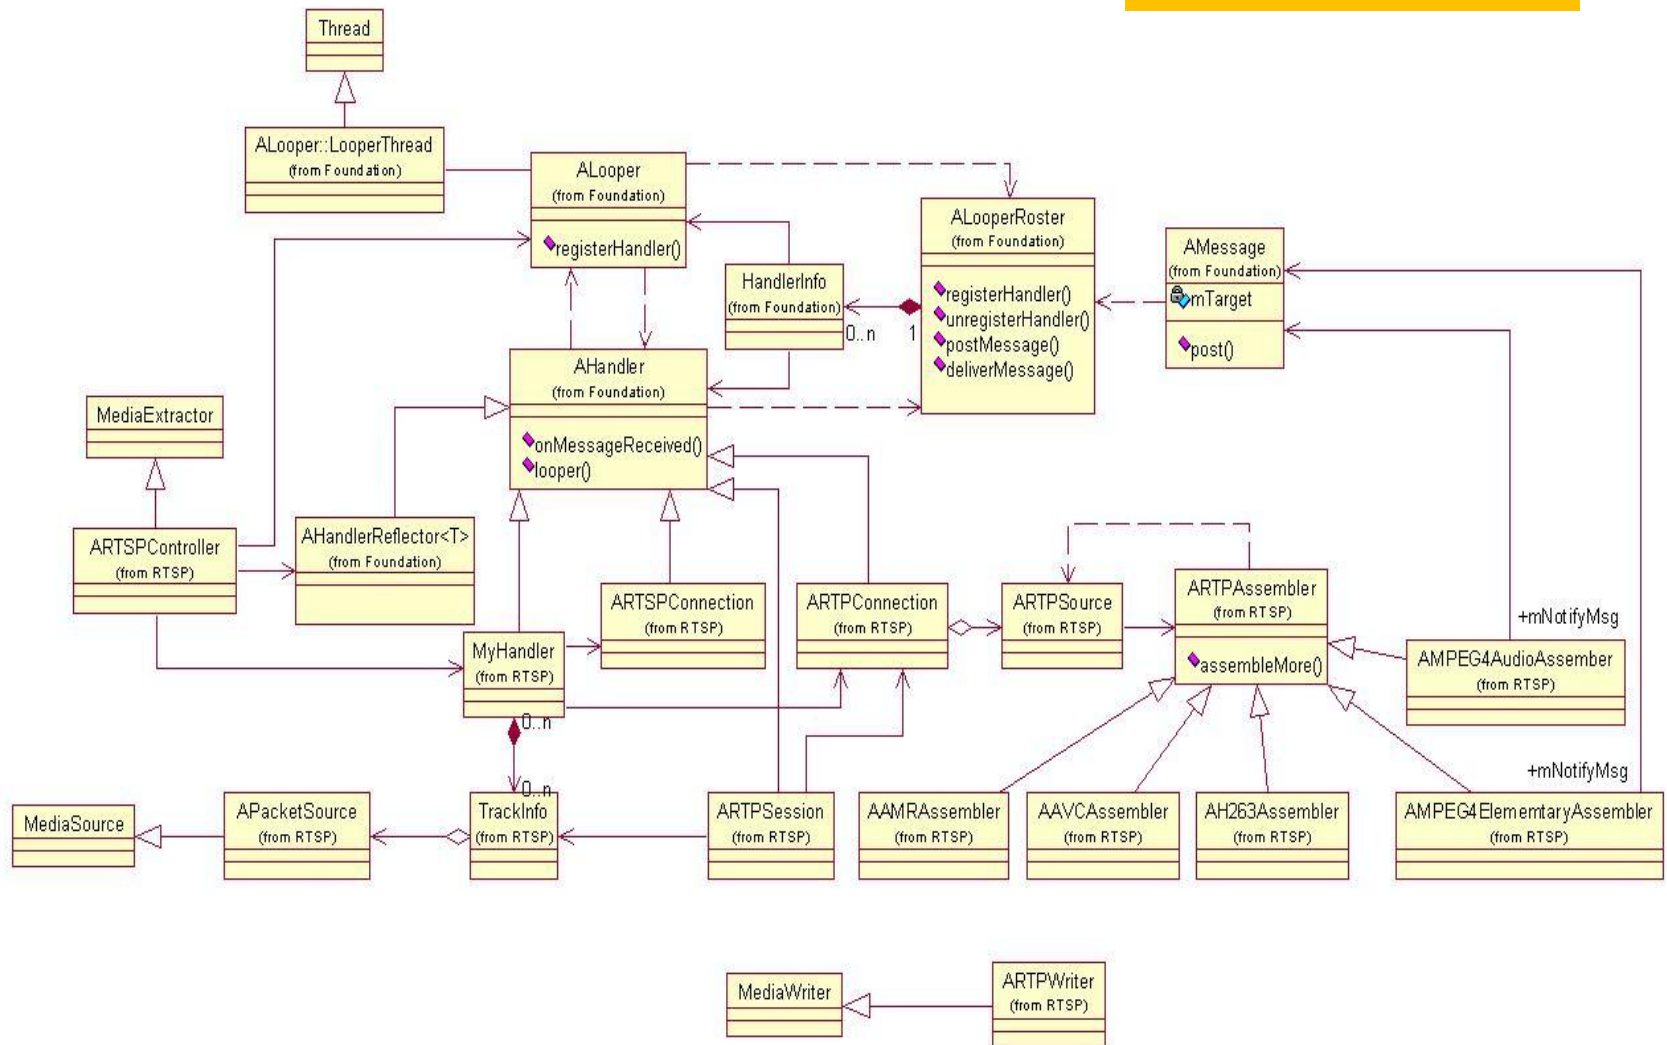 Thread
ALooper::LooperThread
(from Foundation)
ALooper
(from Foundation)
registerHandler()
ALooperRoster
(from Foundation)
registerHandler()
unregisterHandler()
postMessage()
deliverMessage()
AMessage
(from Foundation)
mTarget
post()
HandlerInfo
(from Foundation)
0..n
1
AHandler
(from Foundation)
onMessageReceived()
looper()
MediaExtractor
ARTSPController
(from RTSP)
AHandlerReflector<T>
(from Foundation)
ARTSPConnection
(from RTSP)
ARTPConnection
(from RTSP)
ARTPSource
(from RTSP)
ARTPAssembler
(from RTSP)
assembleMore()
+mNotifyMsg
AMPEG4AudioAssember
(from RTSP)
MyHandler
(from RTSP)
0..n
0..n
+mNotifyMsg
MediaSource
APacketSource
(from RTSP)
TrackInfo
(from RTSP)
ARTPSession
(from RTSP)
AAMRAssembler
(from RTSP)
AAVCAssembler
(from RTSP)
AH263Assembler
(from RTSP)
AMPEG4ElememtaryAssembler
(from RTSP)
MediaWriter
ARTPWriter
(from RTSP)